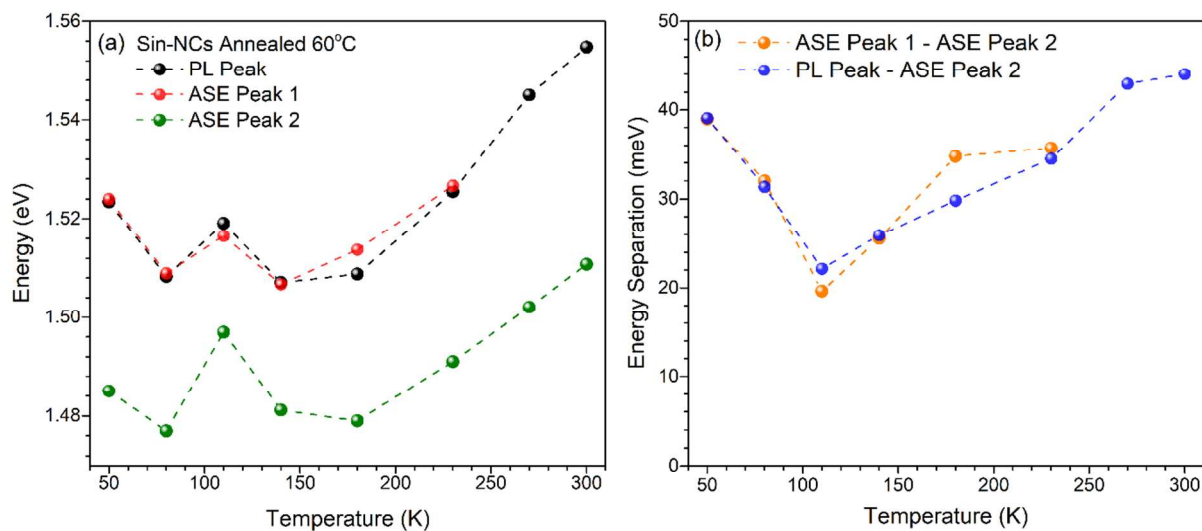 (a) Sin-NCs Annealed 60°C
PL Peak
ASE Peak 1
ASE Peak 2
Energy (eV)
1.56
1.54
1.52
1.50
1.48
50 100 150 200 250 300
Temperature (K)
(b)
ASE Peak 1 - ASE Peak 2
PL Peak - ASE Peak 2
Energy Separation (meV)
50
40
30
20
10
0
50 100 150 200 250 300
Temperature (K)